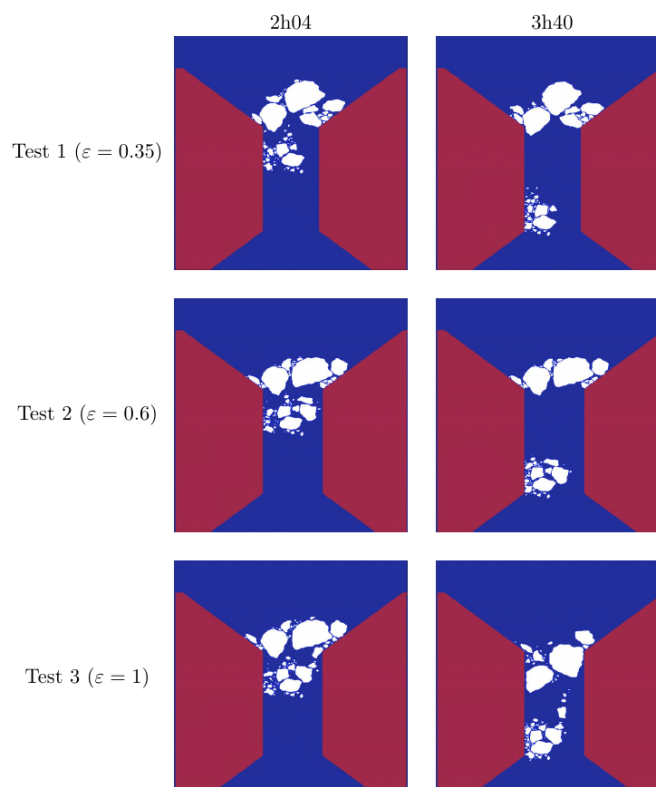 2h04 3h40
Test 1 (ε = 0.35)
Test 2 (ε = 0.6)
Test 3 (ε = 1)